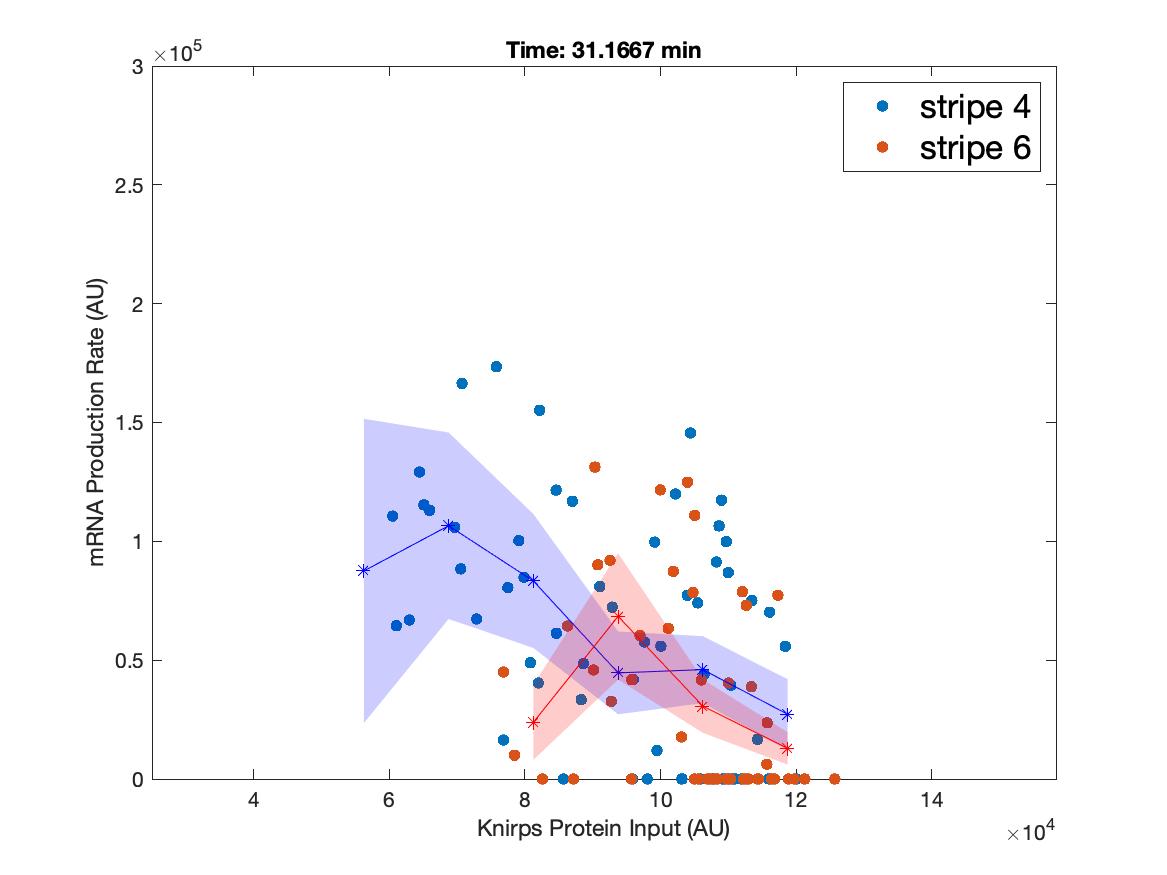 Time: 31.1667 min
×10^5
3
2.5
2
1.5
1
0.5
0
mRNA Production Rate (AU)
stripe 4
stripe 6
4 6 8 10 12 14
Knirps Protein Input (AU)
×10^4